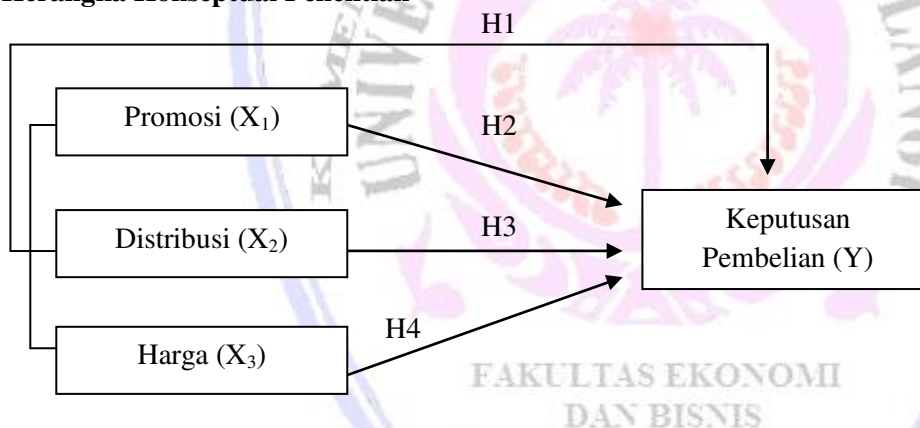 Kerangka Konseptual Penelitian
H1
Promosi (X1)
H2
Distribusi (X2)
H3
Keputusan
Pembelian (Y)
Harga (X3)
H4
FAKULTAS EKONOMI
DAN BISNIS